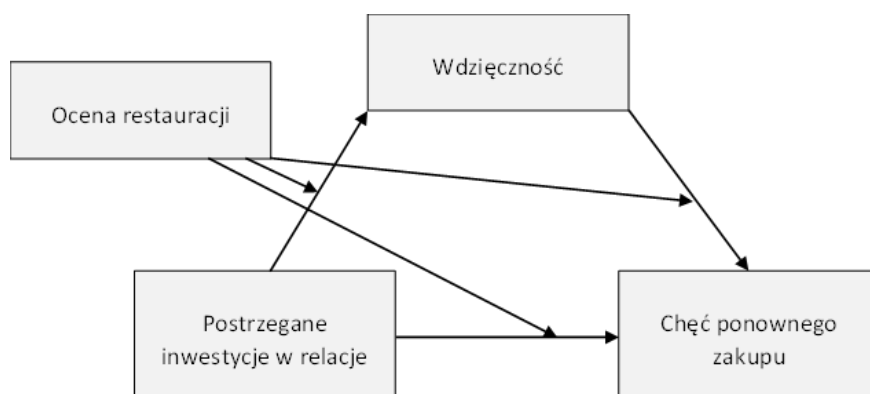 Wdzięczność
Ocena restauracji
Postrzegane
inwestycje w relacje
Chęć ponownego
zakupu